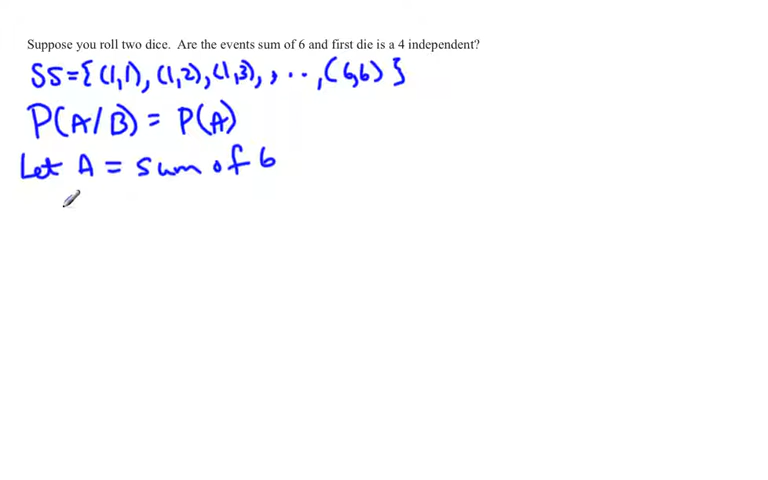 Suppose you roll two dice. Are the events sum of 6 and first die is a 4 independent?
SS={(1,1), (1,2), (1,3), , ..., (6,6)}
P(A/B) = P(A)
Let A = sum of 6